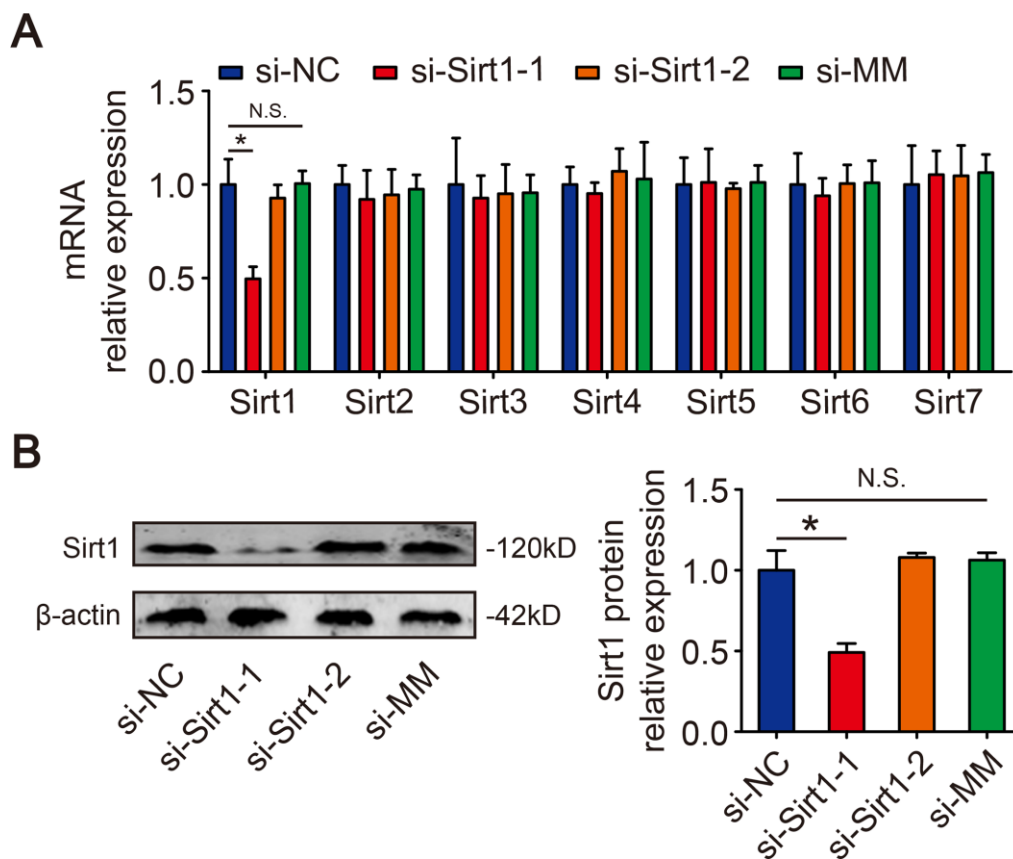 A
si-NC si-Sirt1-1 si-Sirt1-2 si-MM
mRNA
relative expression
1.5
1.0
0.5
0.0
N.S.
*
Sirt1 Sirt2 Sirt3 Sirt4 Sirt5 Sirt6 Sirt7
B
Sirt1 -120kD
β-actin -42kD
si-NC si-Sirt1-1 si-Sirt1-2 si-MM
Sirt1 protein
relative expression
1.5
1.0
0.5
0.0
N.S.
*
si-NC si-Sirt1-1 si-Sirt1-2 si-MM